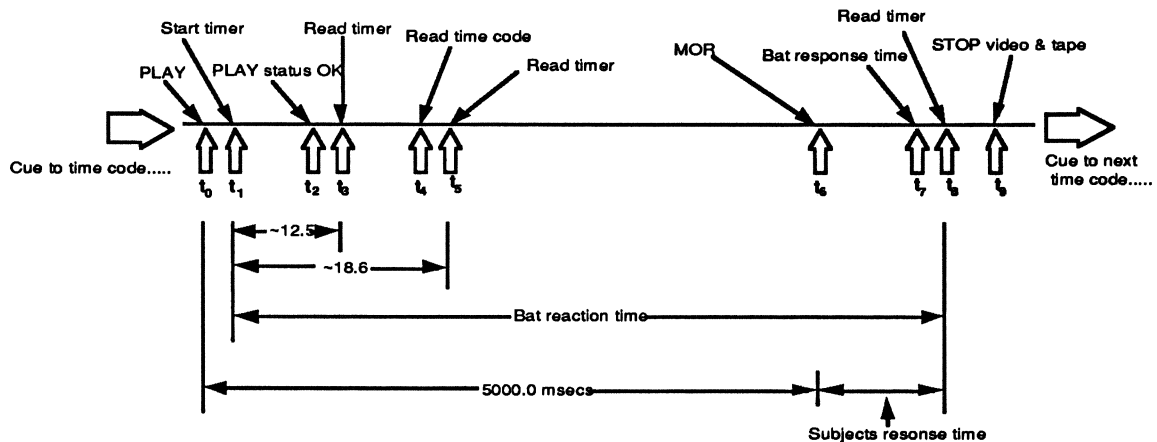 Read timer
Start timer
Read timer
Read time code
MOR
STOP video & tape
PLAY
PLAY status OK
Read timer
Bat response time
Cue to time code.....
Cue to next
time code.....
t0 t1 t2 t3 t4 t5 t6 t7 t8 t9
~12.5
~18.6
Bat reaction time
5000.0 msecs
Subjects resonse time